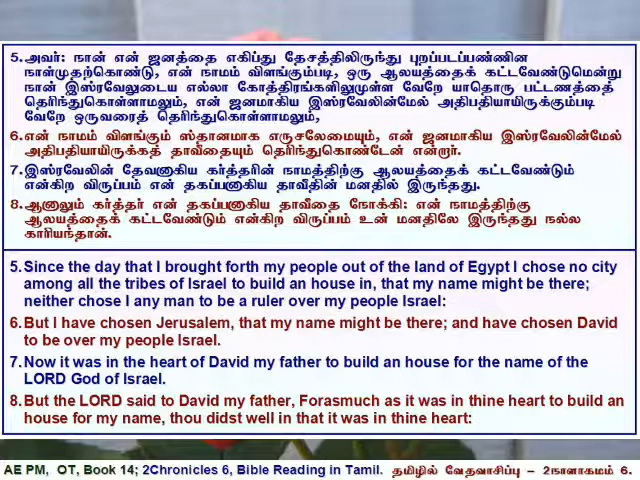 5.அவர்: நான் என் ஜனத்தை எகிப்து தேசத்திலிருந்து புறப்படப்பண்ணின
நாள்முதற்கொண்டு, என் நாமம் விளங்கும்படி, ஒரு ஆலயத்தைக் கட்டவேண்டுமென்று
நான் இஸ்ரவேலுடைய எல்லா கோத்திரங்களிலுமுள்ள வேறே யாதொரு பட்டணத்தைத்
தெரிந்துகொள்ளாமலும், என் ஜனமாகிய இஸ்ரவேலின்மேல் அதிபதியாயிருக்கும்படி
வேறே ஒருவரைத் தெரிந்துகொள்ளாமலும்,
6.என் நாமம் விளங்கும் ஸ்தானமாக எருசலேமையும், என் ஜனமாகிய இஸ்ரவேலின்மேல்
அதிபதியாயிருக்கத் தாவீதையும் தெரிந்துகொண்டேன் என்றார்.
7.இஸ்ரவேலின் தேவனாகிய கர்த்தரின் நாமத்திற்கு ஆலயத்தைக் கட்டவேண்டும்
என்கிற விருப்பம் என் தகப்பனாகிய தாவீதின் மனதில் இருந்தது.
8.ஆனாலும் கர்த்தர் என் தகப்பனாகிய தாவீதை நோக்கி: என் நாமத்திற்கு
ஆலயத்தைக் கட்டவேண்டும் என்கிற விருப்பம் உன் மனதிலே இருந்தது நல்ல
காரியந்தான்.
5.Since the day that I brought forth my people out of the land of Egypt I chose no city
among all the tribes of Israel to build an house in, that my name might be there;
neither chose I any man to be a ruler over my people Israel:
6.But I have chosen Jerusalem, that my name might be there; and have chosen David
to be over my people Israel.
7.Now it was in the heart of David my father to build an house for the name of the
LORD God of Israel.
8.But the LORD said to David my father, Forasmuch as it was in thine heart to build an
house for my name, thou didst well in that it was in thine heart:
AE PM, OT, Book 14; 2Chronicles 6, Bible Reading in Tamil. தமிழில் வேதவாசிப்பு – 2நாளாகமம் 6.